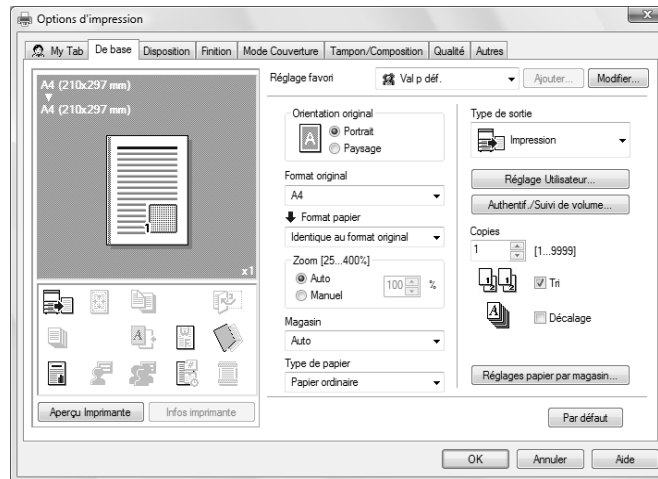 Options d'impression
My Tab
De base
Disposition
Finition
Mode Couverture
Tampon/Composition
Qualité
Autres
A4 (210x297 mm)
A4 (210x297 mm)
1
x1
Aperçu Imprimante
Infos imprimante
Réglage favori
Val p déf.
Ajouter...
Modifier...
Orientation original
A
Portrait
Paysage
Format original
A4
Format papier
Identique au format original
Zoom [25...400%]
Auto
Manuel
100
%
Magasin
Auto
Type de papier
Papier ordinaire
Type de sortie
Impression
Réglage Utilisateur...
Authentif./Suivi de volume...
Copies
1
[1...9999]
Tri
Décalage
Réglages papier par magasin...
Par défaut
OK
Annuler
Aide